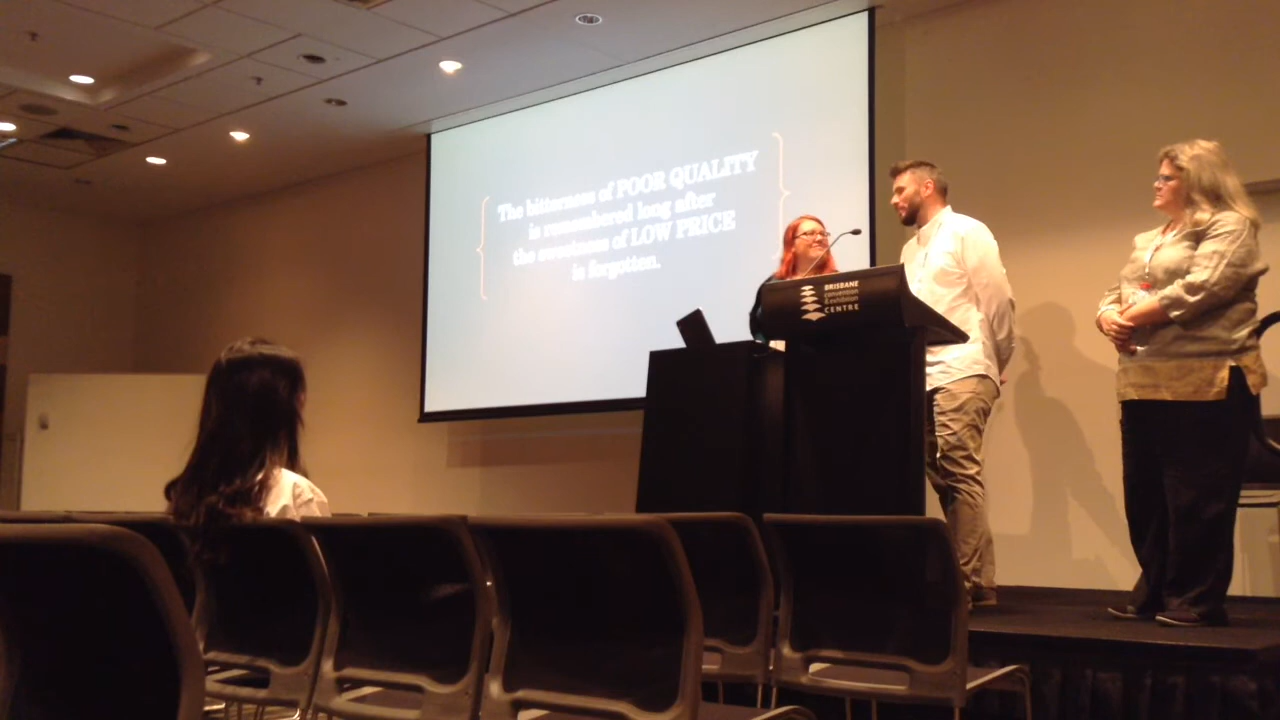 The bitterness of POOR QUALITY
is remembered long after
the sweetness of LOW PRICE
is forgotten.
BRISBANE
convention
& exhibition
CENTRE